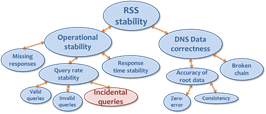 RSS
stability
Operational
stability
DNS Data
correctness
Missing
responses
Query rate
stability
Response
time stability
Accuracy of
root data
Broken
chain
Valid
queries
Invalid
queries
Incidental
queries
Zero-
error
Consistency